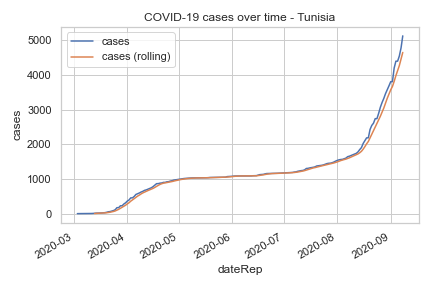 COVID-19 cases over time - Tunisia
cases
cases (rolling)
5000
4000
3000
2000
1000
0
cases
2020-03
2020-04
2020-05
2020-06
2020-07
2020-08
2020-09
dateRep